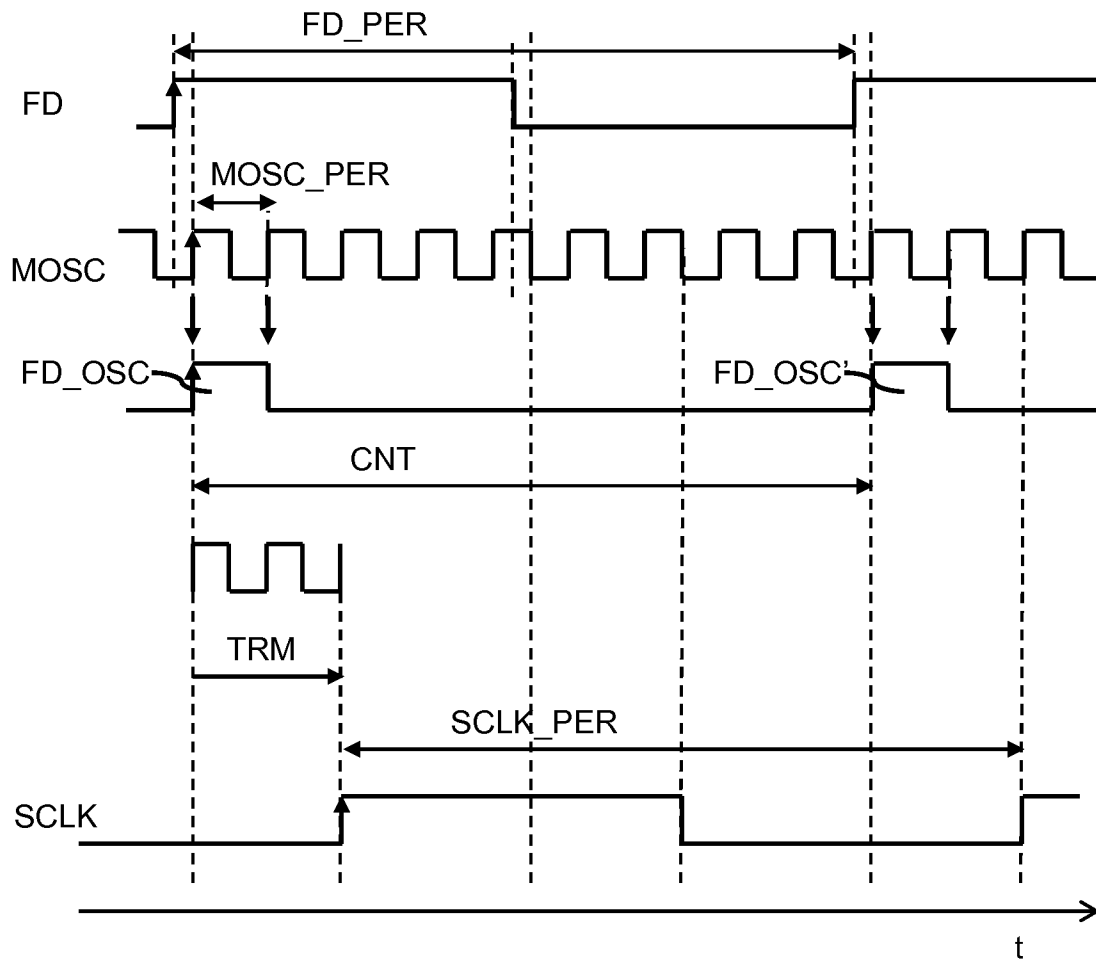 FD_PER
FD
MOSC_PER
MOSC
FD_OSC
FD_OSC’
CNT
TRM
SCLK_PER
SCLK
t